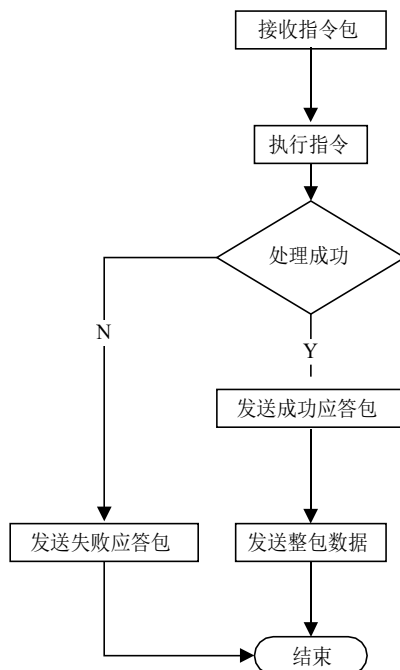 接收指令包
执行指令
处理成功
N
Y
发送成功应答包
发送失败应答包
发送整包数据
结束